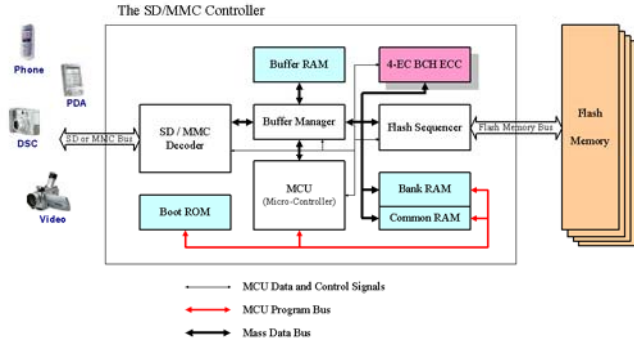 The SD/MMC Controller
Phone
PDA
DSC
Video
SD or MMC Bus
SD / MMC
Decoder
Buffer RAM
Buffer Manager
MCU
(Micro-Controller)
Boot ROM
4-EC BCH ECC
Flash Sequencer
Bank RAM
Common RAM
Flash Memory Bus
Flash
Memory
MCU Data and Control Signals
MCU Program Bus
Mass Data Bus